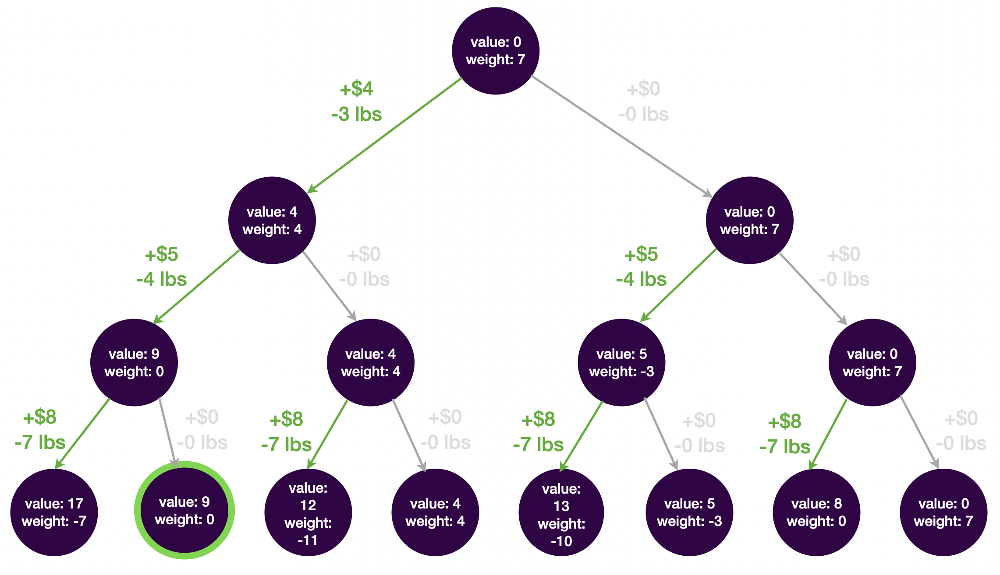 value: 0
weight: 7
+$4
-3 lbs
+$0
-0 lbs
value: 4
weight: 4
value: 0
weight: 7
+$5
-4 lbs
+$0
-0 lbs
+$5
-4 lbs
+$0
-0 lbs
value: 9
weight: 0
value: 4
weight: 4
value: 5
weight: -3
value: 0
weight: 7
+$8
-7 lbs
+$0
-0 lbs
+$8
-7 lbs
+$0
-0 lbs
+$8
-7 lbs
+$0
-0 lbs
+$8
-7 lbs
+$0
-0 lbs
value: 17
weight: -7
value: 9
weight: 0
value:
12
weight:
-11
value: 4
weight: 4
value:
13
weight:
-10
value: 5
weight: -3
value: 8
weight: 0
value: 0
weight: 7